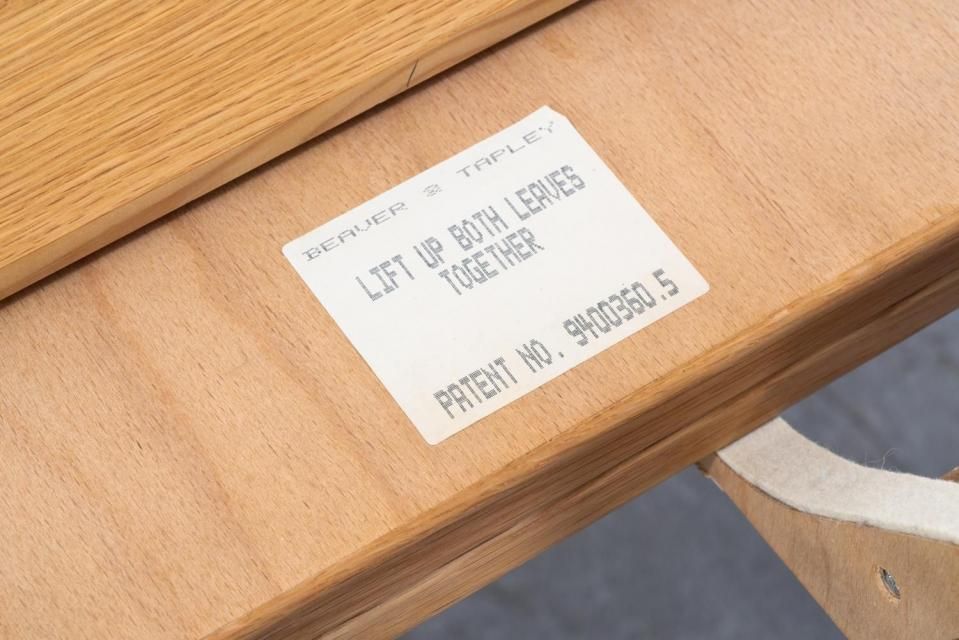 BEAVER & TAPLEY
LIFT UP BOTH LEAVES
TOGETHER
PATENT NO. 9400360.5